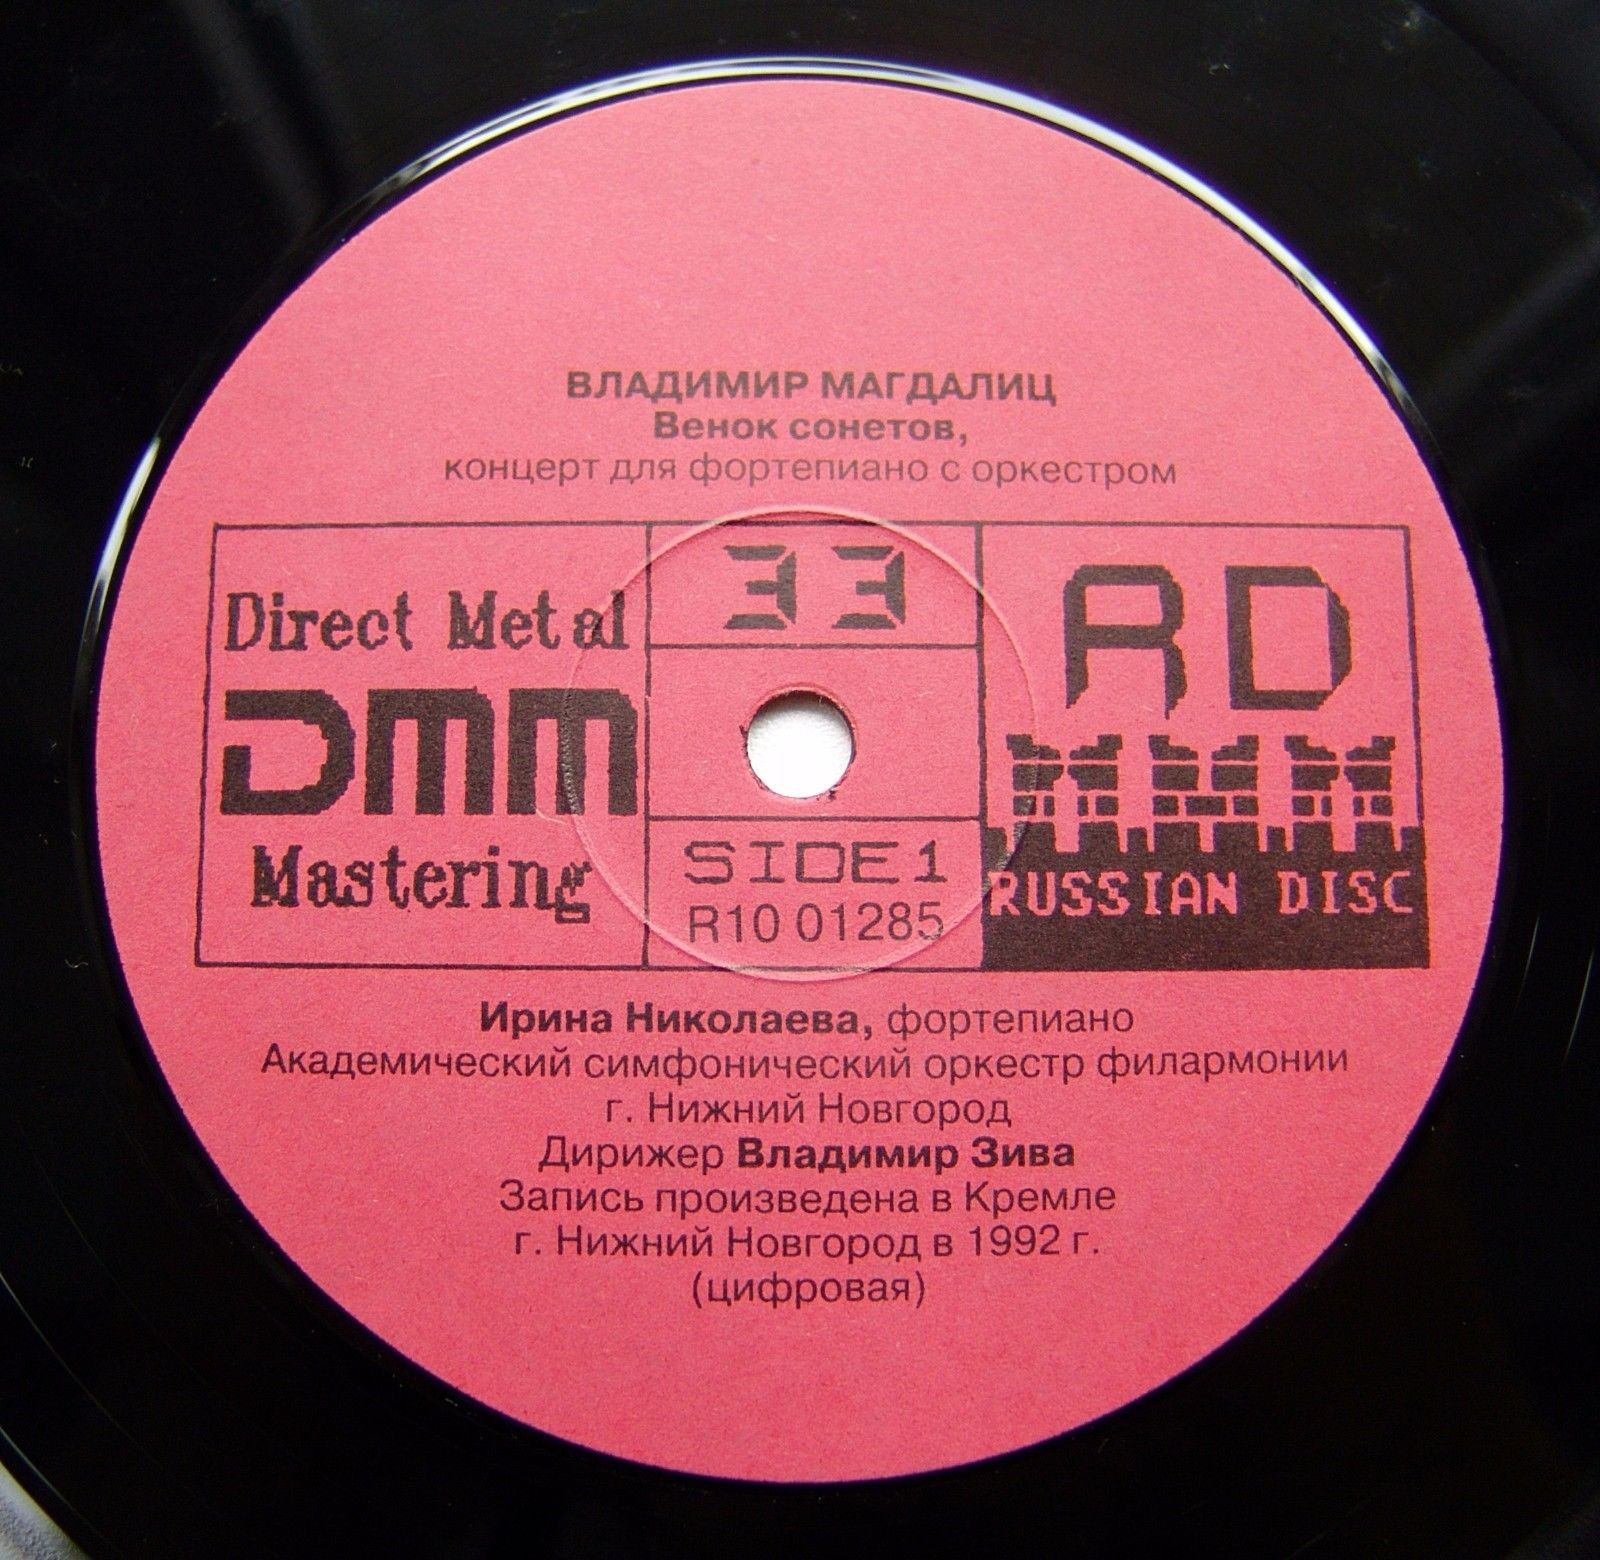 ВЛАДИМИР МАГДАЛИЦ
Венок сонетов,
концерт для фортепиано с оркестром
Direct Metal
DMM
Mastering
33
SIDE 1
R10 01285
RD
RUSSIAN DISC
Ирина Николаева, фортепиано
Академический симфонический оркестр филармонии
г. Нижний Новгород
Дирижер Владимир Зива
Запись произведена в Кремле
г. Нижний Новгород в 1992 г.
(цифровая)